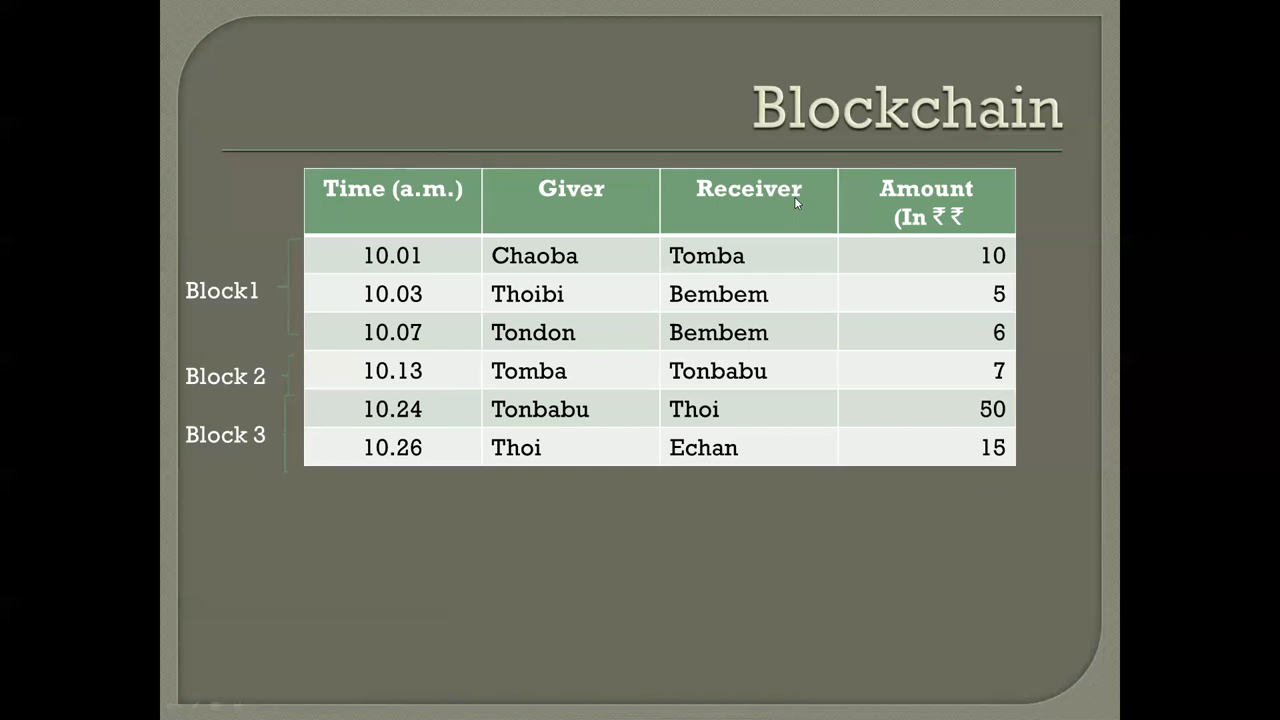 Blockchain
Time (a.m.) Giver Receiver Amount
(In ₹ ₹
10.01 Chaoba Tomba 10
Block1
10.03 Thoibi Bembem 5
10.07 Tondon Bembem 6
Block 2
10.13 Tomba Tonbabu 7
10.24 Tonbabu Thoi 50
Block 3
10.26 Thoi Echan 15